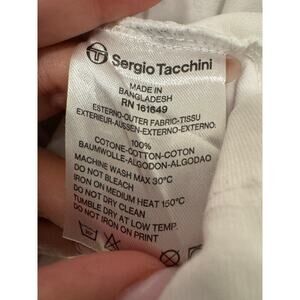 Sergio Tacchini
MADE IN
BANGLADESH
RN 161649
ESTERNO-OUTER FABRIC-TISSU
EXTERIEUR-AUSSEN-EXTERNO.
100%
COTONE-COTTON-COTON
BAUMWOLLE-ALGODON-ALGODAO
MACHINE WASH MAX 30°C
DO NOT BLEACH
IRON ON MEDIUM HEAT 150°C
DO NOT DRY CLEAN
TUMBLE DRY AT LOW TEMP.
DO NOT IRON ON PRINT